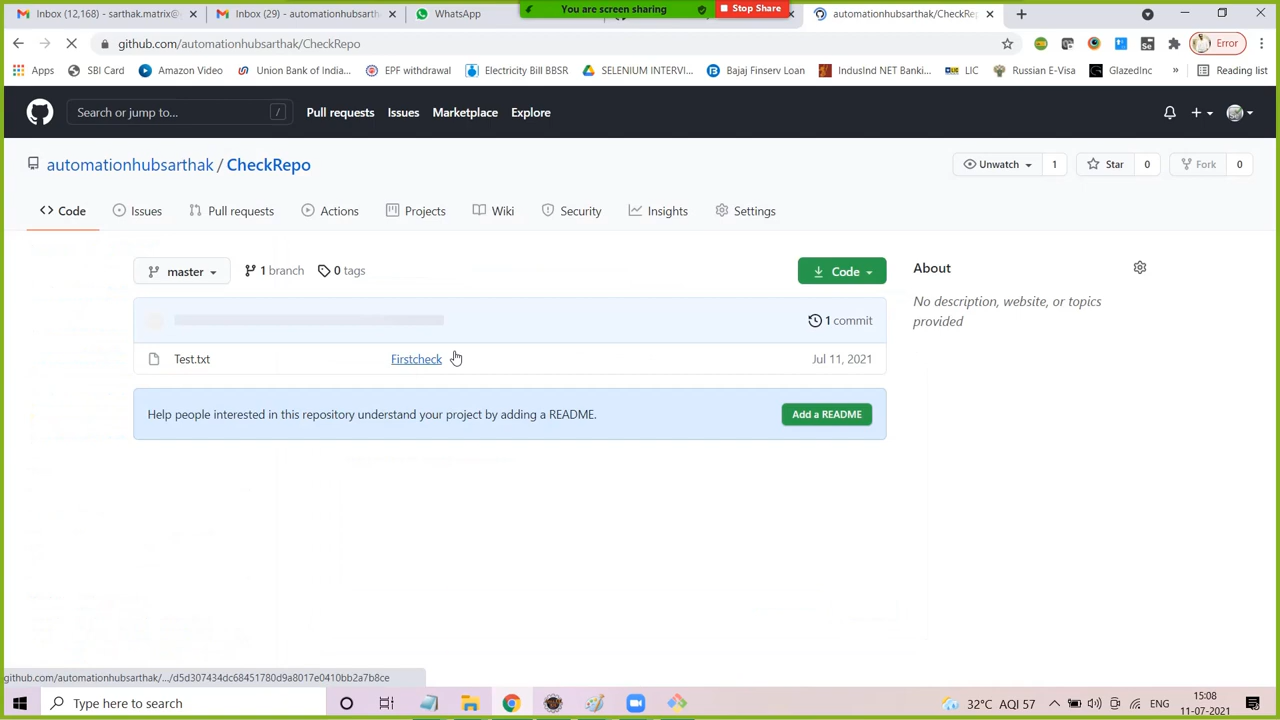 Inbox (12,168) - sarthak.matrix@
Inbox (29) - automationhubsarth
WhatsApp
You are screen sharing
Stop Share
automationhubsarthak/CheckRe
github.com/automationhubsarthak/CheckRepo
Error
Apps
SBI Card
Amazon Video
Union Bank of India...
EPF withdrawal
Electricity Bill BBSR
SELENIUM INTERVI...
Bajaj Finserv Loan
IndusInd NET Banki...
LIC
Russian E-Visa
GlazedInc
»
Reading list
Search or jump to...
/
Pull requests
Issues
Marketplace
Explore
automationhubsarthak / CheckRepo
Unwatch
1
Star
0
Fork
0
<> Code
Issues
Pull requests
Actions
Projects
Wiki
Security
Insights
Settings
master
1 branch
0 tags
Code
About
No description, website, or topics
provided
1 commit
Test.txt
Firstcheck
Jul 11, 2021
Help people interested in this repository understand your project by adding a README.
Add a README
github.com/automationhubsarthak/.../d5d307434dc68451780d9a8017e0410bb2a7b8ce
Type here to search
32°C AQI 57
ENG
15:08
11-07-2021